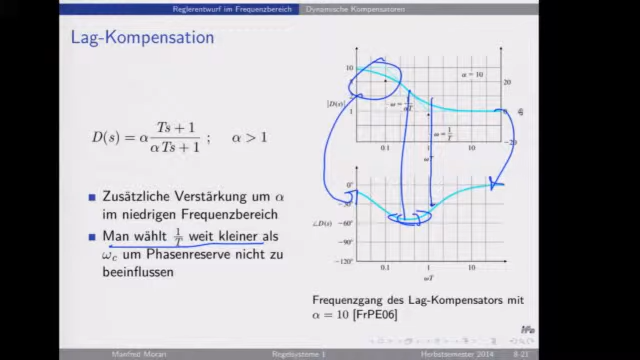 Reglerentwurf im Frequenzbereich Dynamische Kompensatoren
Lag-Kompensation
D(s) = α (Ts + 1) / (α Ts + 1) ; α > 1
Zusätzliche Verstärkung um α
im niedrigen Frequenzbereich
Man wählt 1/T weit kleiner als
ω_c um Phasenreserve nicht zu
beeinflussen
10 α = 10 20
|D(s)| ω = 1/αT 0 db
1
ω = 1/T -20
0.1 1 10
0°
-30°
∠D(s) -60°
-90°
-120°
0.1 1 10
ωT
Frequenzgang des Lag-Kompensators mit
α = 10 [FrPE06]
Manfred Morari Regelsysteme 1 Herbstsemester 2014 8-21